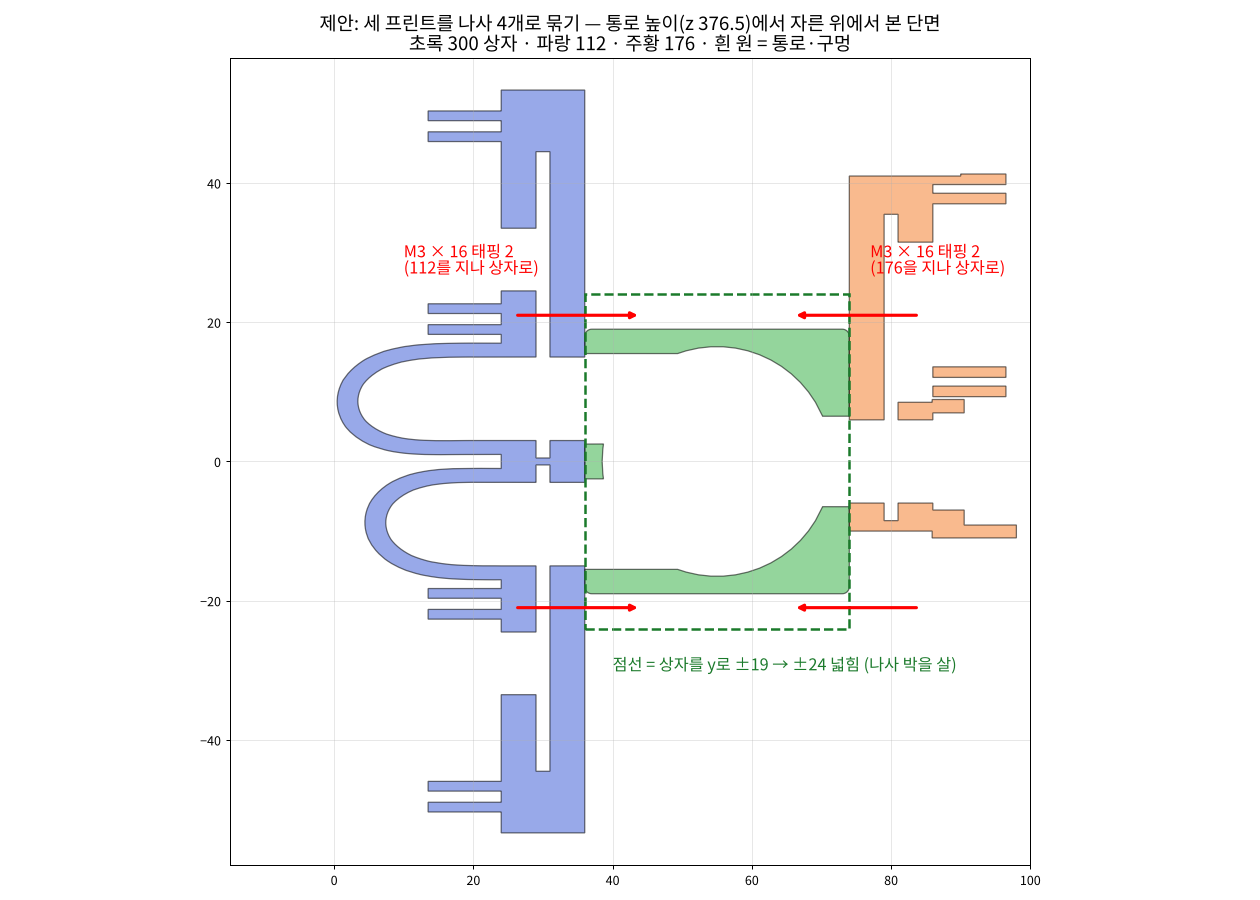 제안: 세 프린트를 나사 4개로 묶기 — 통로 높이(z 376.5)에서 자른 위에서 본 단면
초록 300 상자 · 파랑 112 · 주황 176 · 흰 원 = 통로·구멍
M3 × 16 태핑 2
(112를 지나 상자로)
M3 × 16 태핑 2
(176을 지나 상자로)
점선 = 상자를 y로 ±19 → ±24 넓힘 (나사 박을 살)
40
20
0
−20
−40
0
20
40
60
80
100